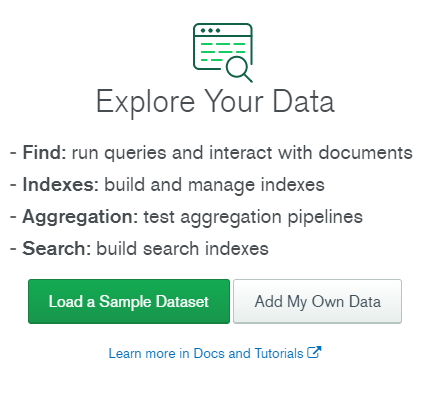 Explore Your Data
- Find: run queries and interact with documents
- Indexes: build and manage indexes
- Aggregation: test aggregation pipelines
- Search: build search indexes
Load a Sample Dataset
Add My Own Data
Learn more in Docs and Tutorials